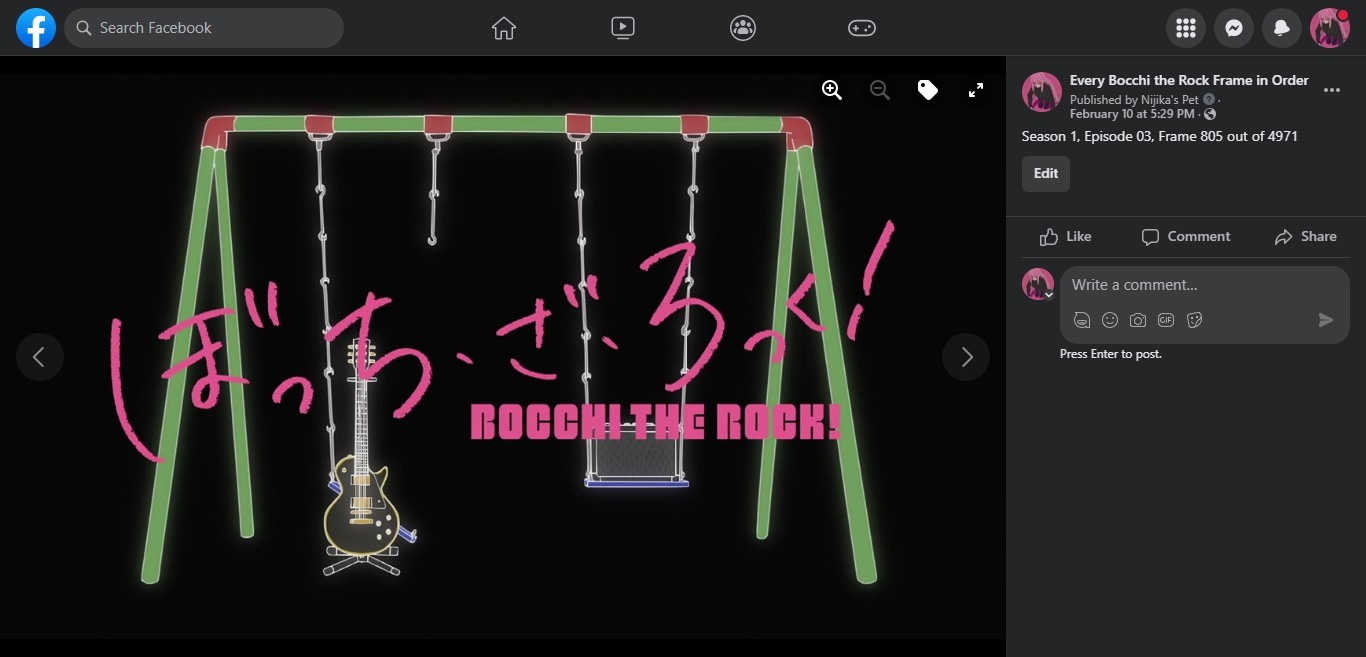 Search Facebook
ぼっち・ざ・ろっく!
BOCCHI THE ROCK!
Every Bocchi the Rock Frame in Order
Published by Nijika's Pet ·
February 10 at 5:29 PM ·
Season 1, Episode 03, Frame 805 out of 4971
Edit
Like
Comment
Share
Write a comment...
GIF
Press Enter to post.